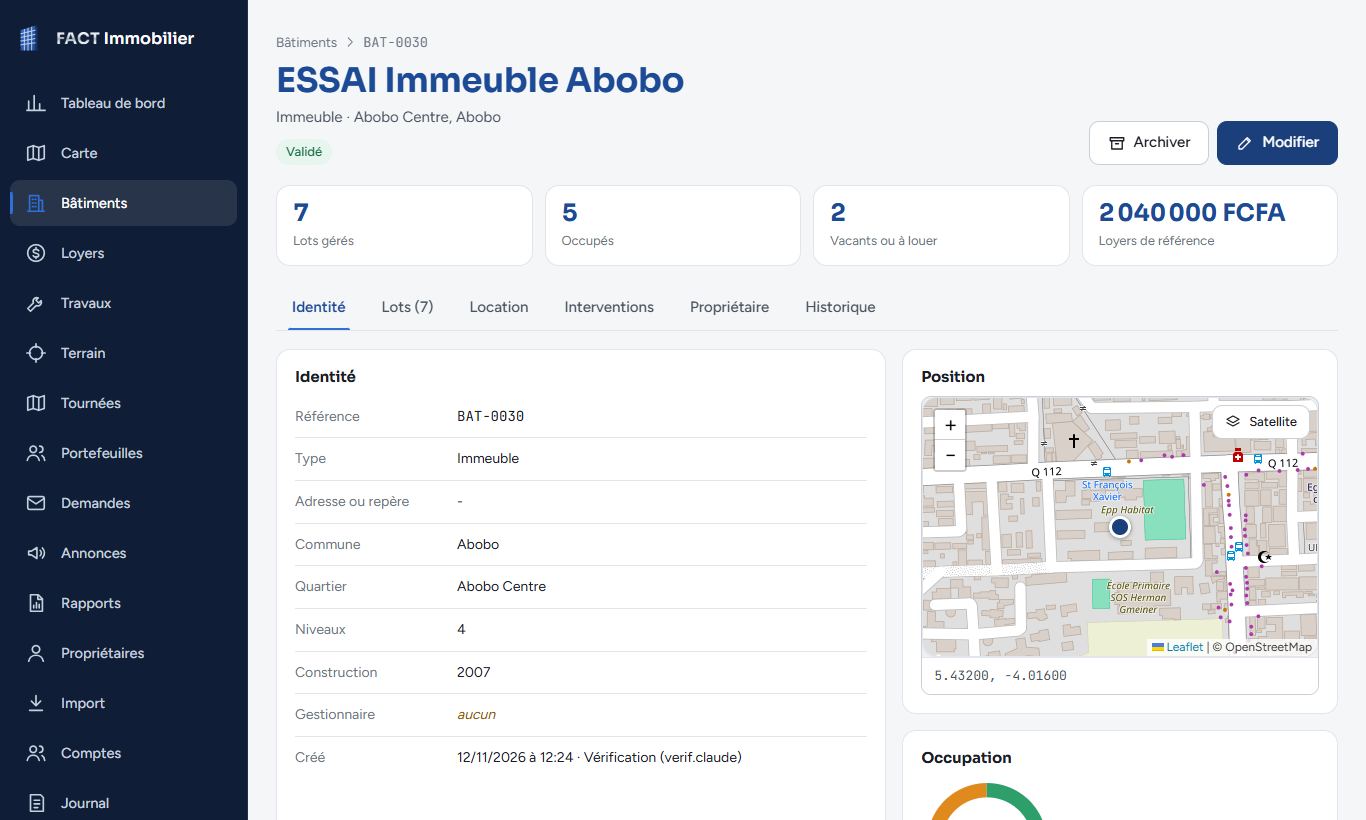 FACT Immobilier
Tableau de bord
Carte
Bâtiments
Loyers
Travaux
Terrain
Tournées
Portefeuilles
Demandes
Annonces
Rapports
Propriétaires
Import
Comptes
Journal
Bâtiments > BAT-0030
ESSAI Immeuble Abobo
Immeuble · Abobo Centre, Abobo
Validé
Archiver
Modifier
7
Lots gérés
5
Occupés
2
Vacants ou à louer
2 040 000 FCFA
Loyers de référence
Identité
Lots (7)
Location
Interventions
Propriétaire
Historique
Identité
Référence BAT-0030
Type Immeuble
Adresse ou repère -
Commune Abobo
Quartier Abobo Centre
Niveaux 4
Construction 2007
Gestionnaire aucun
Créé 12/11/2026 à 12:24 · Vérification (verif.claude)
Position
+
−
Satellite
Q 112
Q 112
St François
Xavier
Epp Habitat
École Primaire
SOS Herman
Gmeiner
Leaflet | © OpenStreetMap
5.43200, -4.01600
Occupation